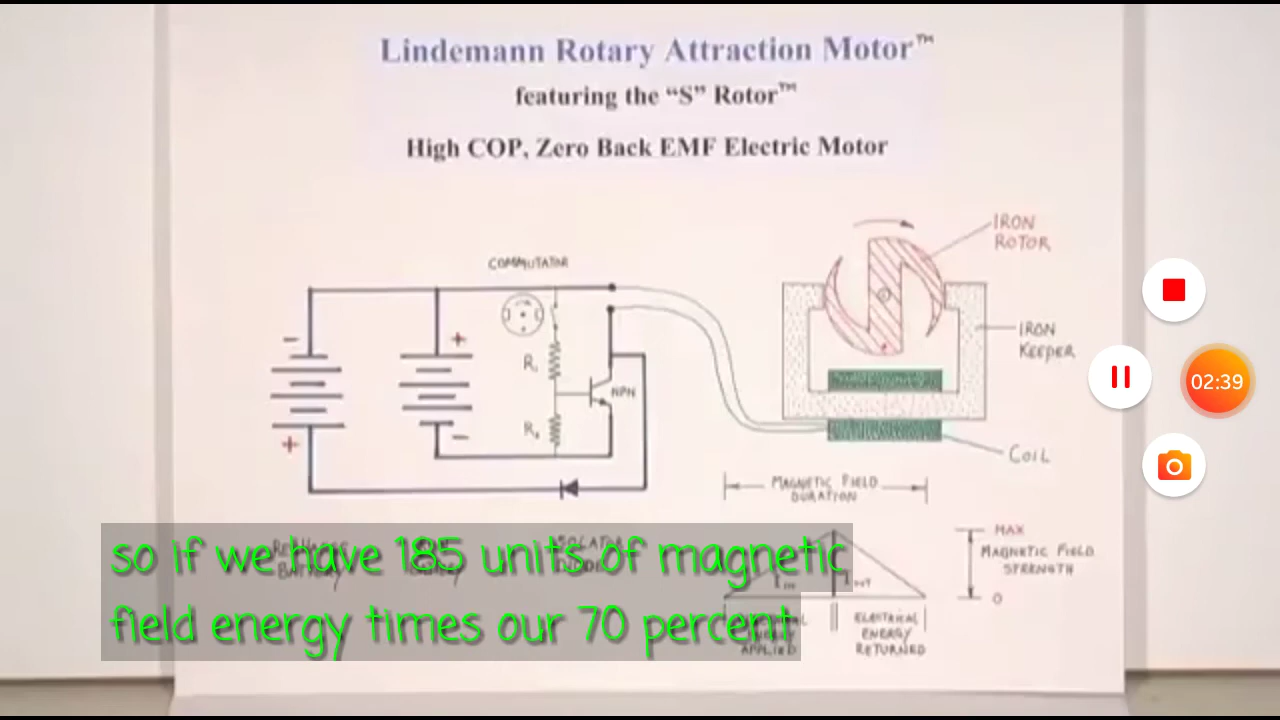 Lindemann Rotary Attraction Motor™
featuring the “S” Rotor™
High COP, Zero Back EMF Electric Motor
COMMUTATOR
IRON
ROTOR
IRON
KEEPER
COIL
NPN
R
R
+
-
-
+
MAGNETIC FIELD
DURATION
MAX
MAGNETIC FIELD
STRENGTH
0
ELECTRICAL
ENERGY
RETURNED
APPLIED
so if we have 185 units of magnetic
field energy times our 70 percent
02:39